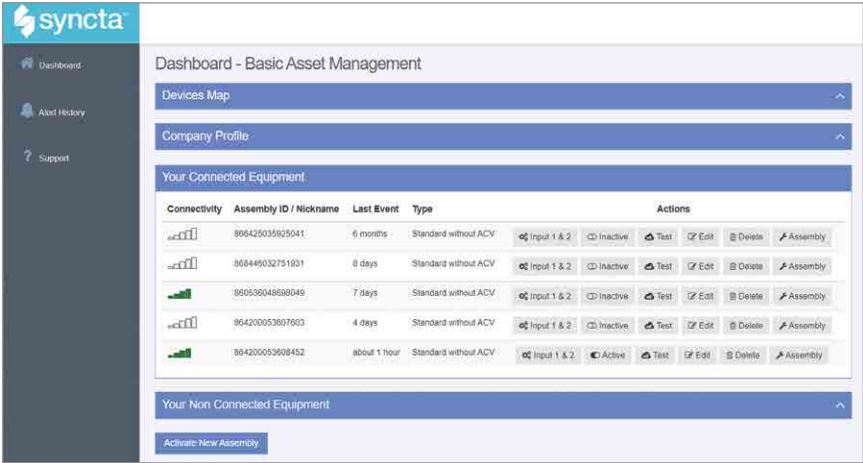 syncta
Dashboard
Alert History
? Support
Dashboard - Basic Asset Management
Devices Map
Company Profile
Your Connected Equipment
Connectivity Assembly ID / Nickname Last Event Type Actions
866425035925041 6 months Standard without ACV Input 1 & 2 Inactive Test Edit Delete Assembly
868446032751931 8 days Standard without ACV Input 1 & 2 Inactive Test Edit Delete Assembly
860536048698049 7 days Standard without ACV Input 1 & 2 Inactive Test Edit Delete Assembly
864200053607603 4 days Standard without ACV Input 1 & 2 Inactive Test Edit Delete Assembly
864200053608452 about 1 hour Standard without ACV Input 1 & 2 Active Test Edit Delete Assembly
Your Non Connected Equipment
Activate New Assembly